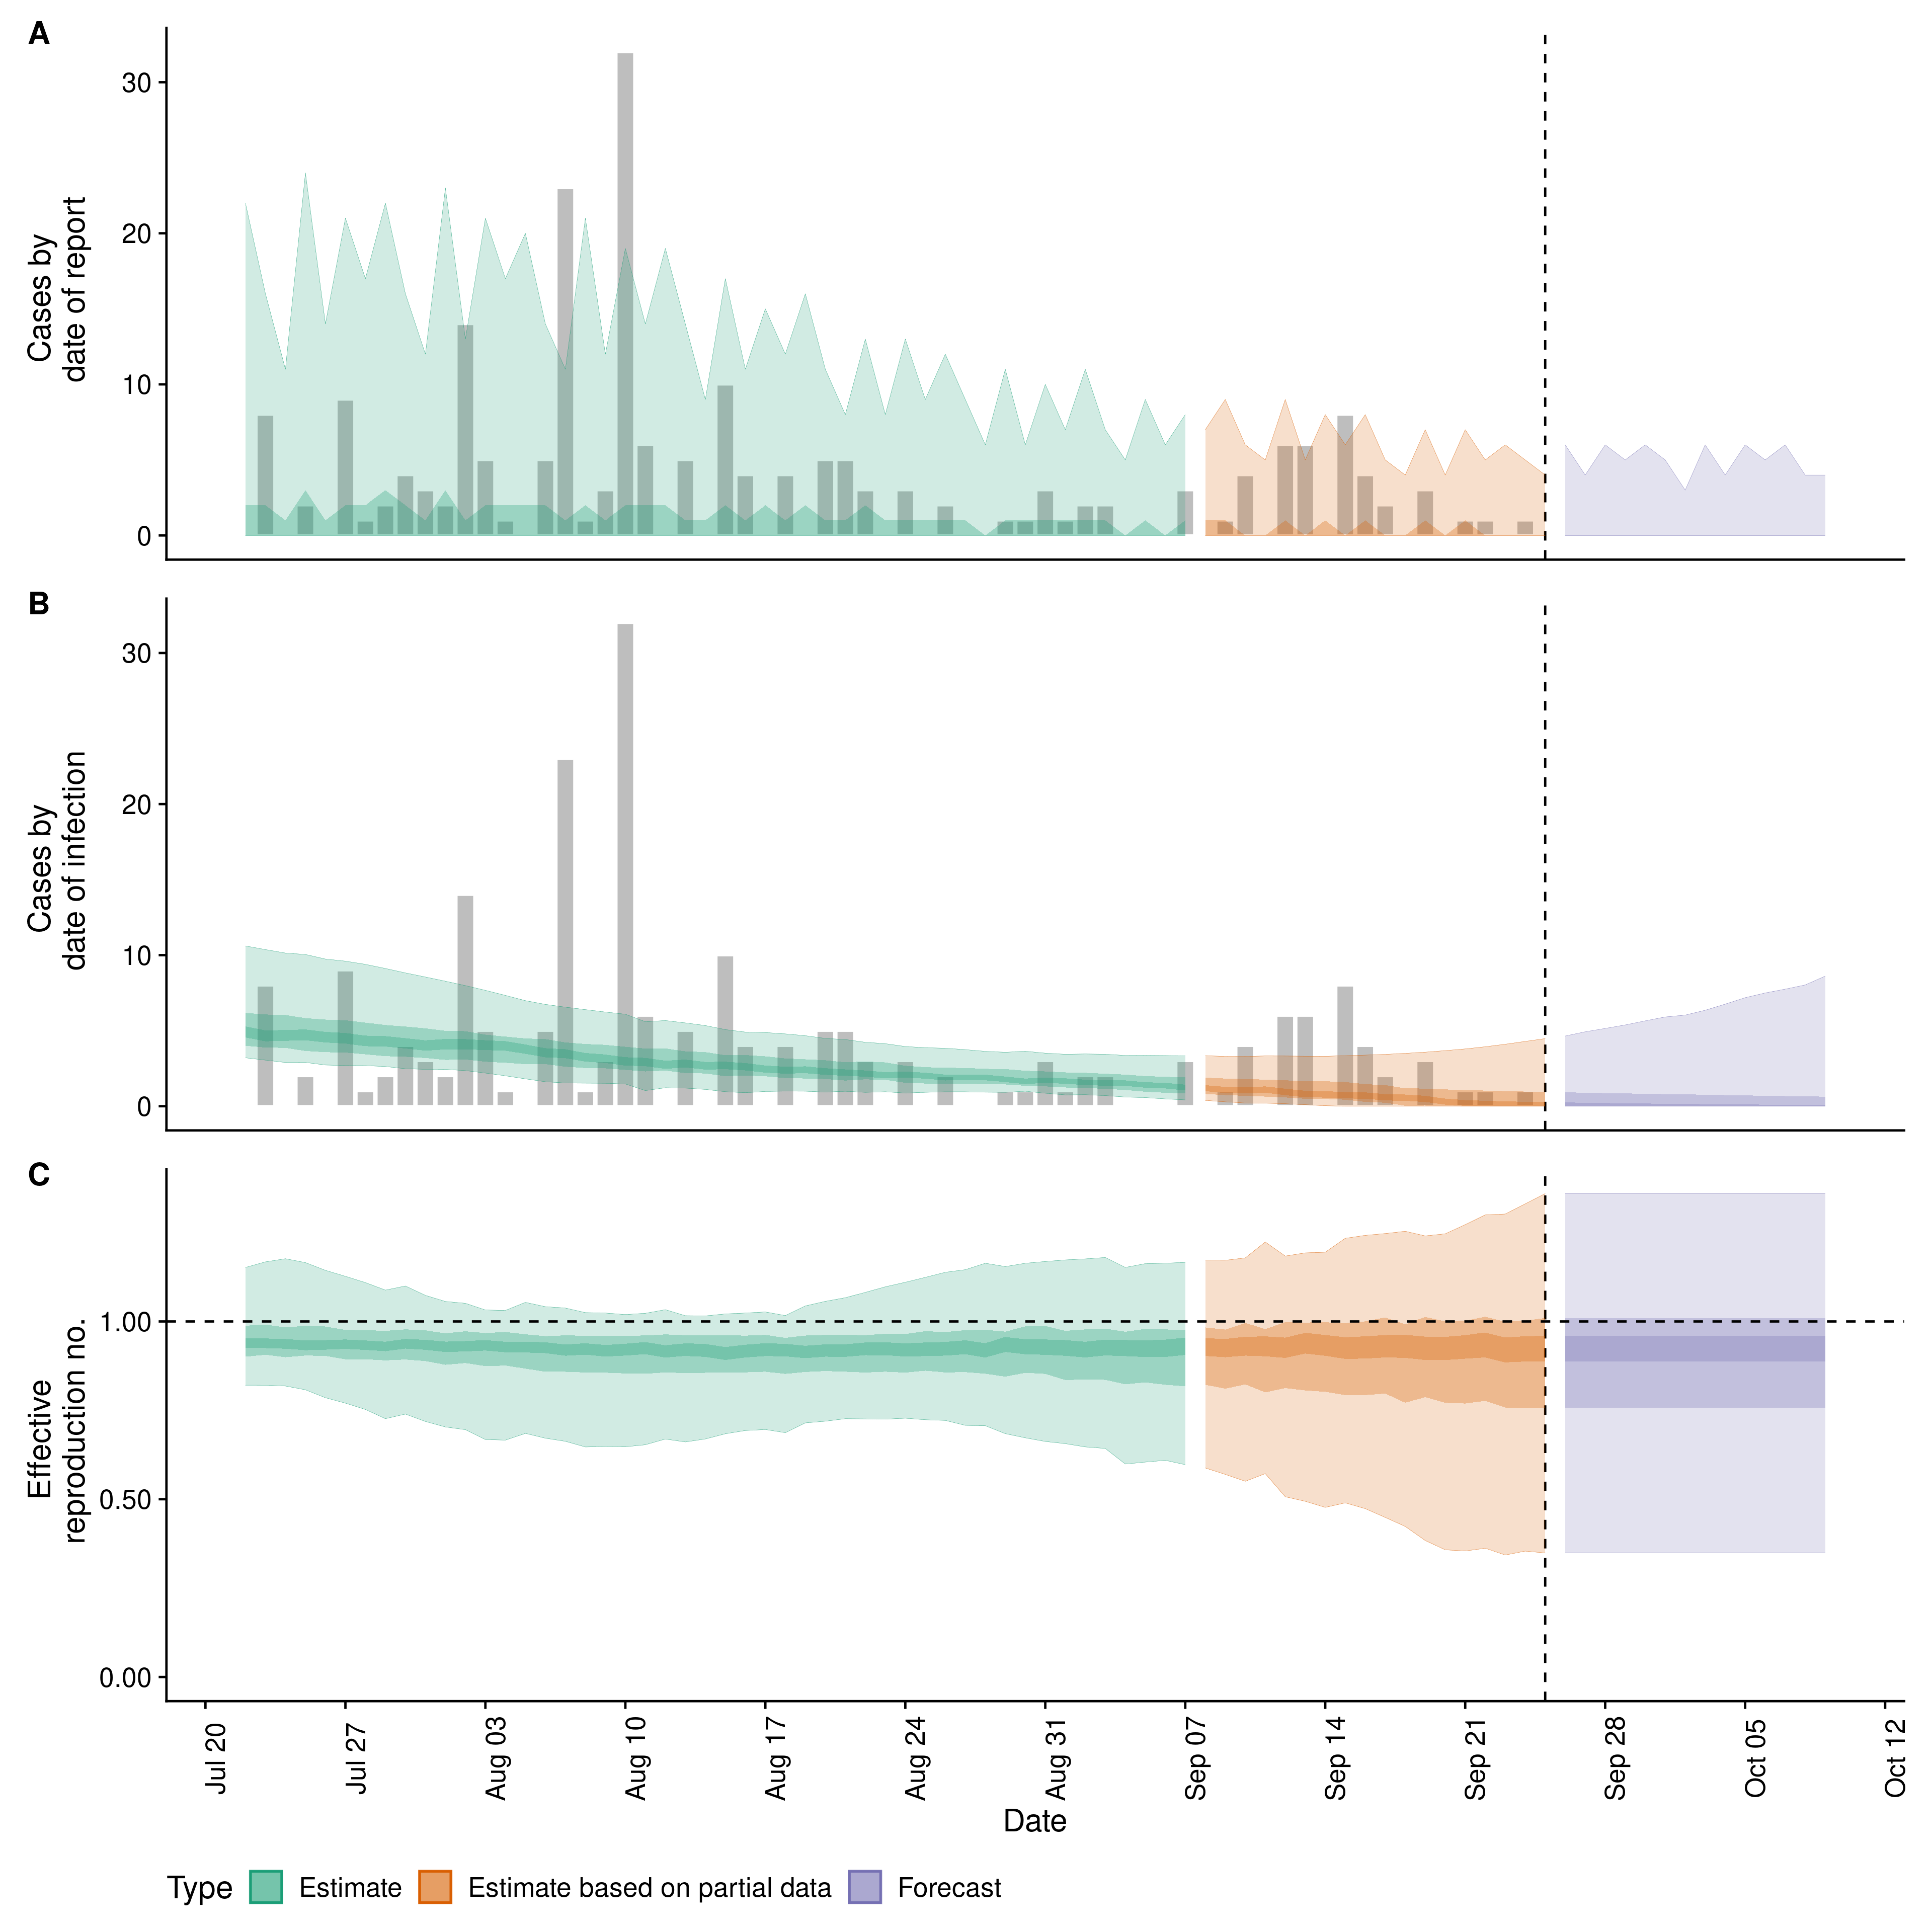 A
Cases by
date of report
30
20
10
0
B
Cases by
date of infection
30
20
10
0
C
Effective
reproduction no.
1.00
0.50
0.00
Jul 20
Jul 27
Aug 03
Aug 10
Aug 17
Aug 24
Aug 31
Sep 07
Sep 14
Sep 21
Sep 28
Oct 05
Oct 12
Date
Type Estimate Estimate based on partial data Forecast